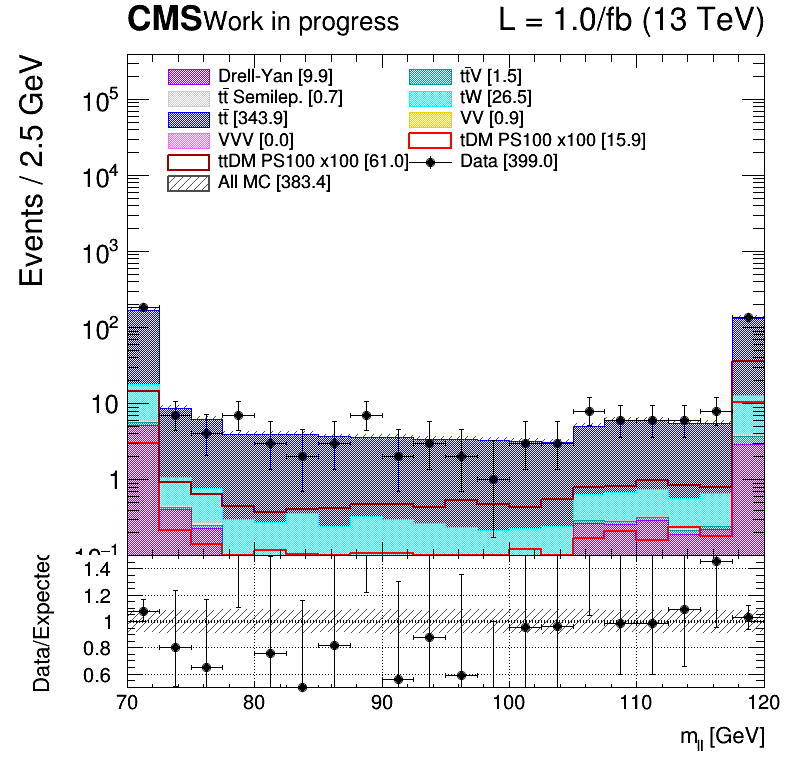 CMS Work in progress L = 1.0/fb (13 TeV)
Events / 2.5 GeV
Drell-Yan [9.9] tt̄V [1.5]
tt̄ Semilep. [0.7] tW [26.5]
tt̄ [343.9] VV [0.9]
VVV [0.0] tDM PS100 x100 [15.9]
ttDM PS100 x100 [61.0] Data [399.0]
All MC [383.4]
10⁵
10⁴
10³
10²
10
1
10⁻¹
Data/Expected
1.4
1.2
1
0.8
0.6
70 80 90 100 110 120
m_ll [GeV]